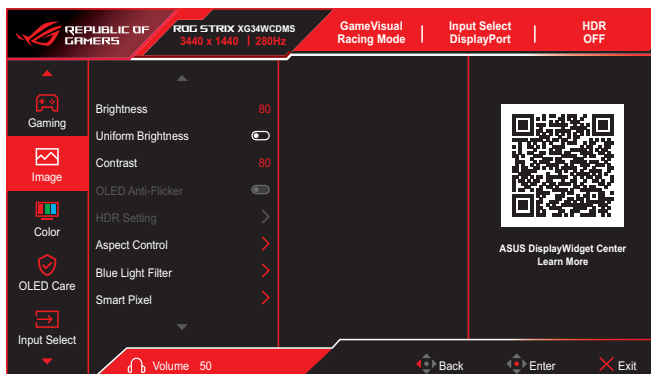 REPUBLIC OF
GAMERS
ROG STRIX XG34WCDMS
3440 x 1440 | 280Hz
GameVisual
Racing Mode
Input Select
DisplayPort
HDR
OFF
Gaming
Image
Color
OLED Care
Input Select
Brightness 80
Uniform Brightness
Contrast 80
OLED Anti-Flicker
HDR Setting
Aspect Control
Blue Light Filter
Smart Pixel
ASUS DisplayWidget Center
Learn More
Volume 50
Back
Enter
Exit